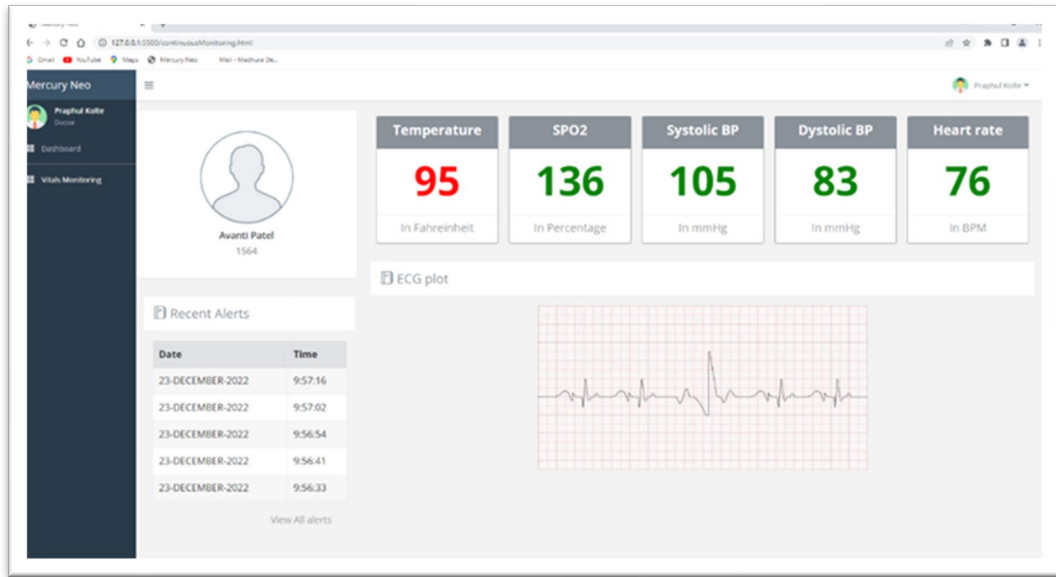 127.0.0.1:5500/continuousMonitoring.html
Gmail YouTube Maps Mercury Neo Mail - Madhura De...
Mercury Neo
Praphul Kolte
Praphul Kolte
Doctor
Dashboard
Vitals Monitoring
Avanti Patel
1564
Temperature
95
In Fahreinheit
SPO2
136
In Percentage
Systolic BP
105
In mmHg
Dystolic BP
83
In mmHg
Heart rate
76
In BPM
ECG plot
Recent Alerts
Date Time
23-DECEMBER-2022 9:57:16
23-DECEMBER-2022 9:57:02
23-DECEMBER-2022 9:56:54
23-DECEMBER-2022 9:56:41
23-DECEMBER-2022 9:56:33
View All alerts